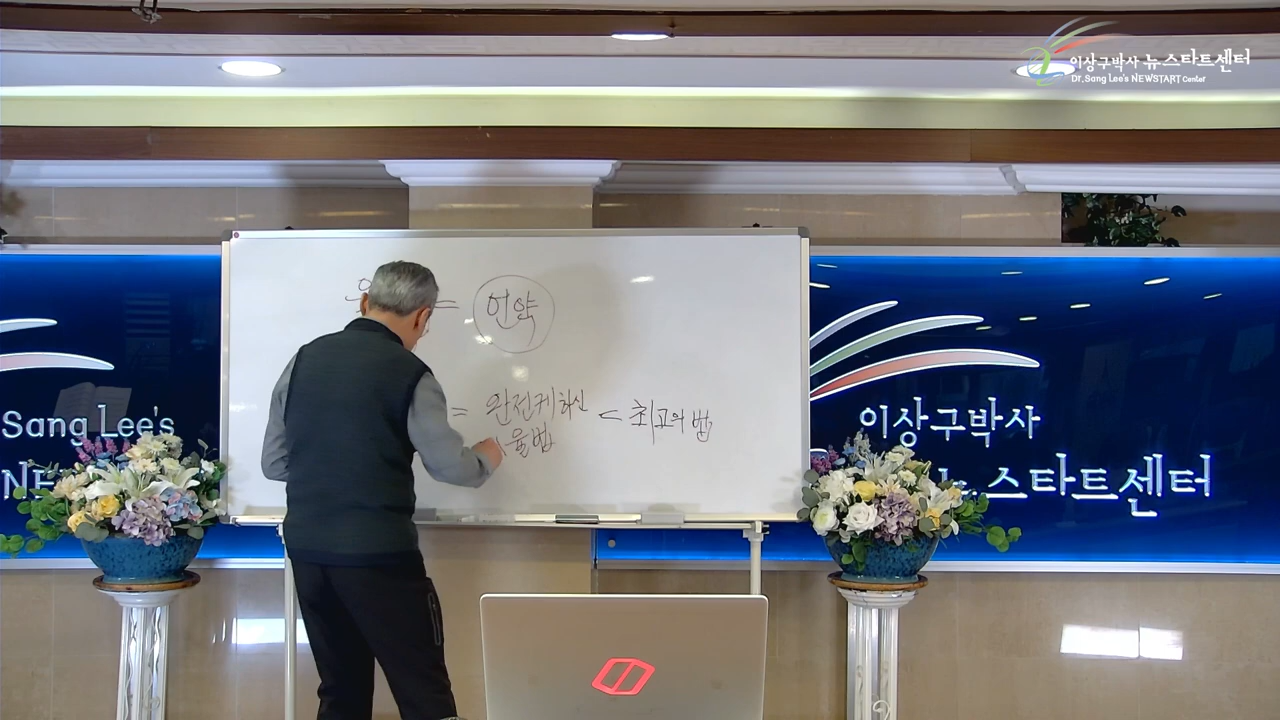 이상구박사 뉴스타트센터
Dr. Sang Lee's NEWSTART Center
= 언약
= 완전케 하신 < 최고의 법
율법
Sang Lee's
이상구박사
스타트센터